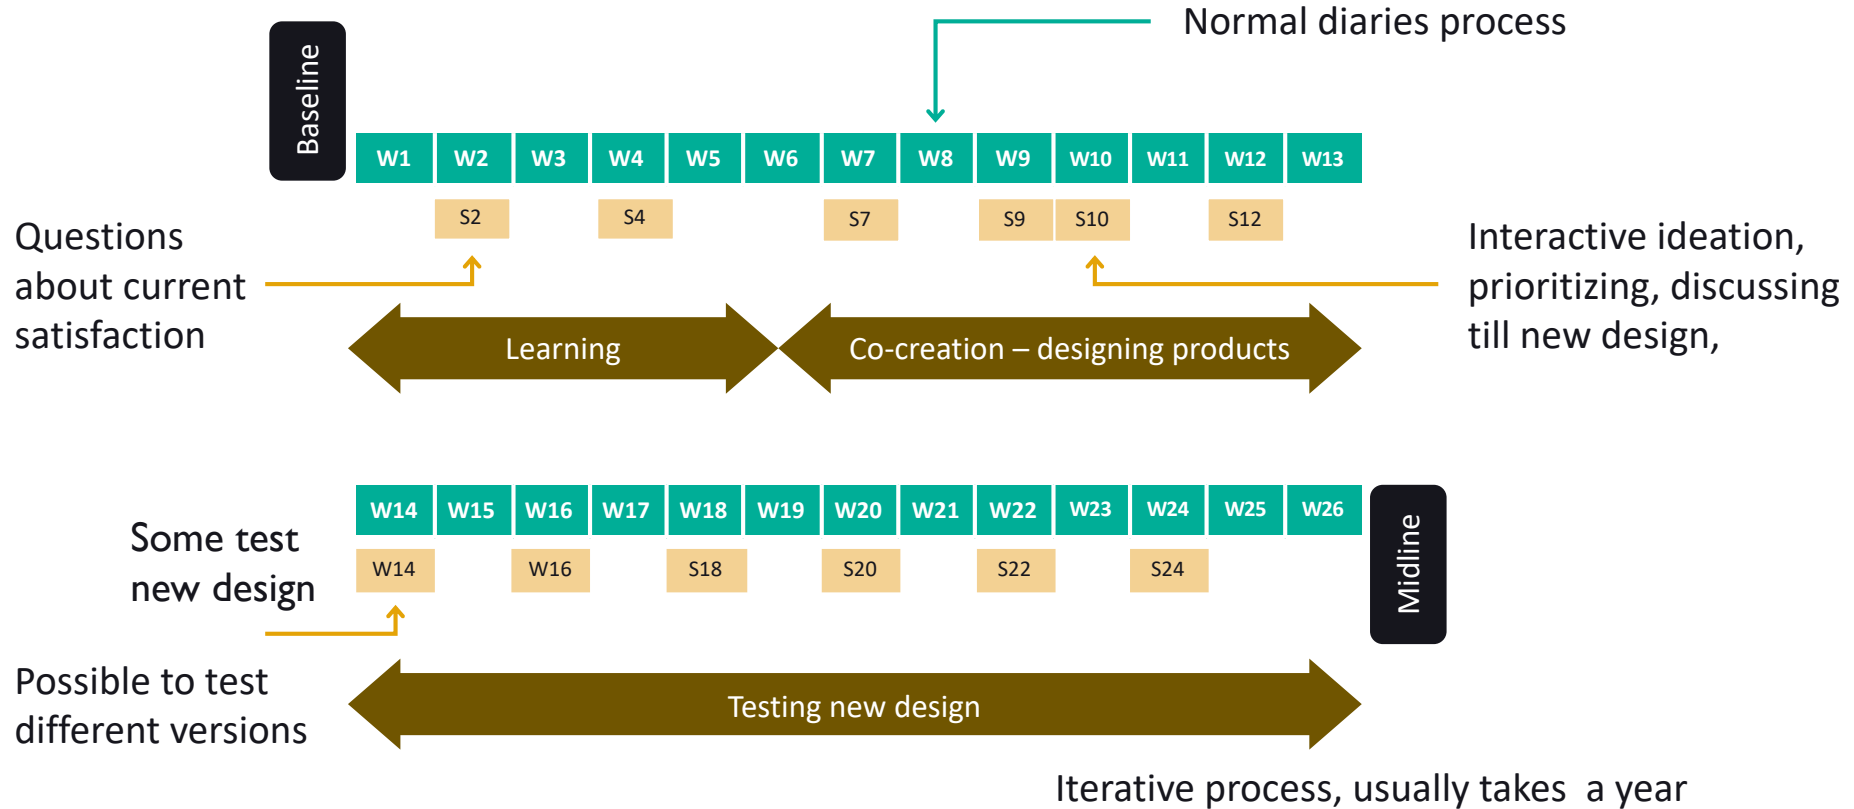 Normal diaries process
Baseline
W1 W2 W3 W4 W5 W6 W7 W8 W9 W10 W11 W12 W13
S2 S4 S7 S9 S10 S12
Questions
about current
satisfaction
Interactive ideation,
prioritizing, discussing
till new design,
Learning
Co-creation – designing products
W14 W15 W16 W17 W18 W19 W20 W21 W22 W23 W24 W25 W26
Midline
Some test
new design
W14 W16 S18 S20 S22 S24
Possible to test
different versions
Testing new design
Iterative process, usually takes a year